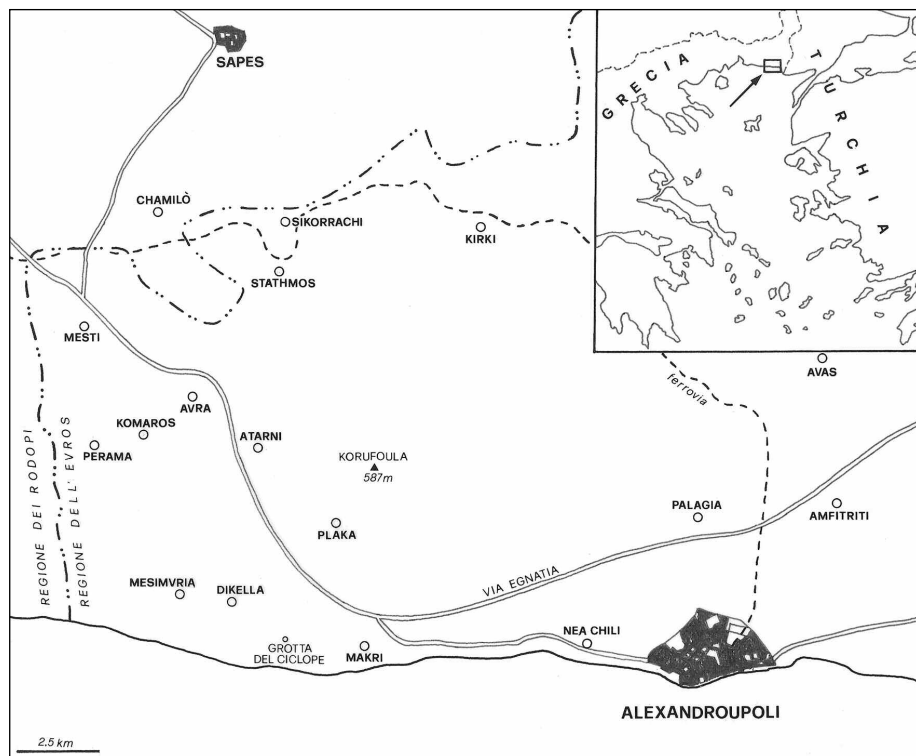 SAPES
GRECIA
TURCHIA
CHAMILÒ
SIKORRACHI
KIRKI
STATHMOS
MESTI
AVAS
ferrovia
AVRA
KOMAROS
ATARNI
PERAMA
KORUFOULA
587m
REGIONE DEI RODOPI
REGIONE DELL' EVROS
PALAGIA
AMFITRITI
PLAKA
VIA EGNATIA
MESIMVRIA
DIKELLA
GROTTA
DEL CICLOPE
MAKRI
NEA CHILI
ALEXANDROUPOLI
2.5 km